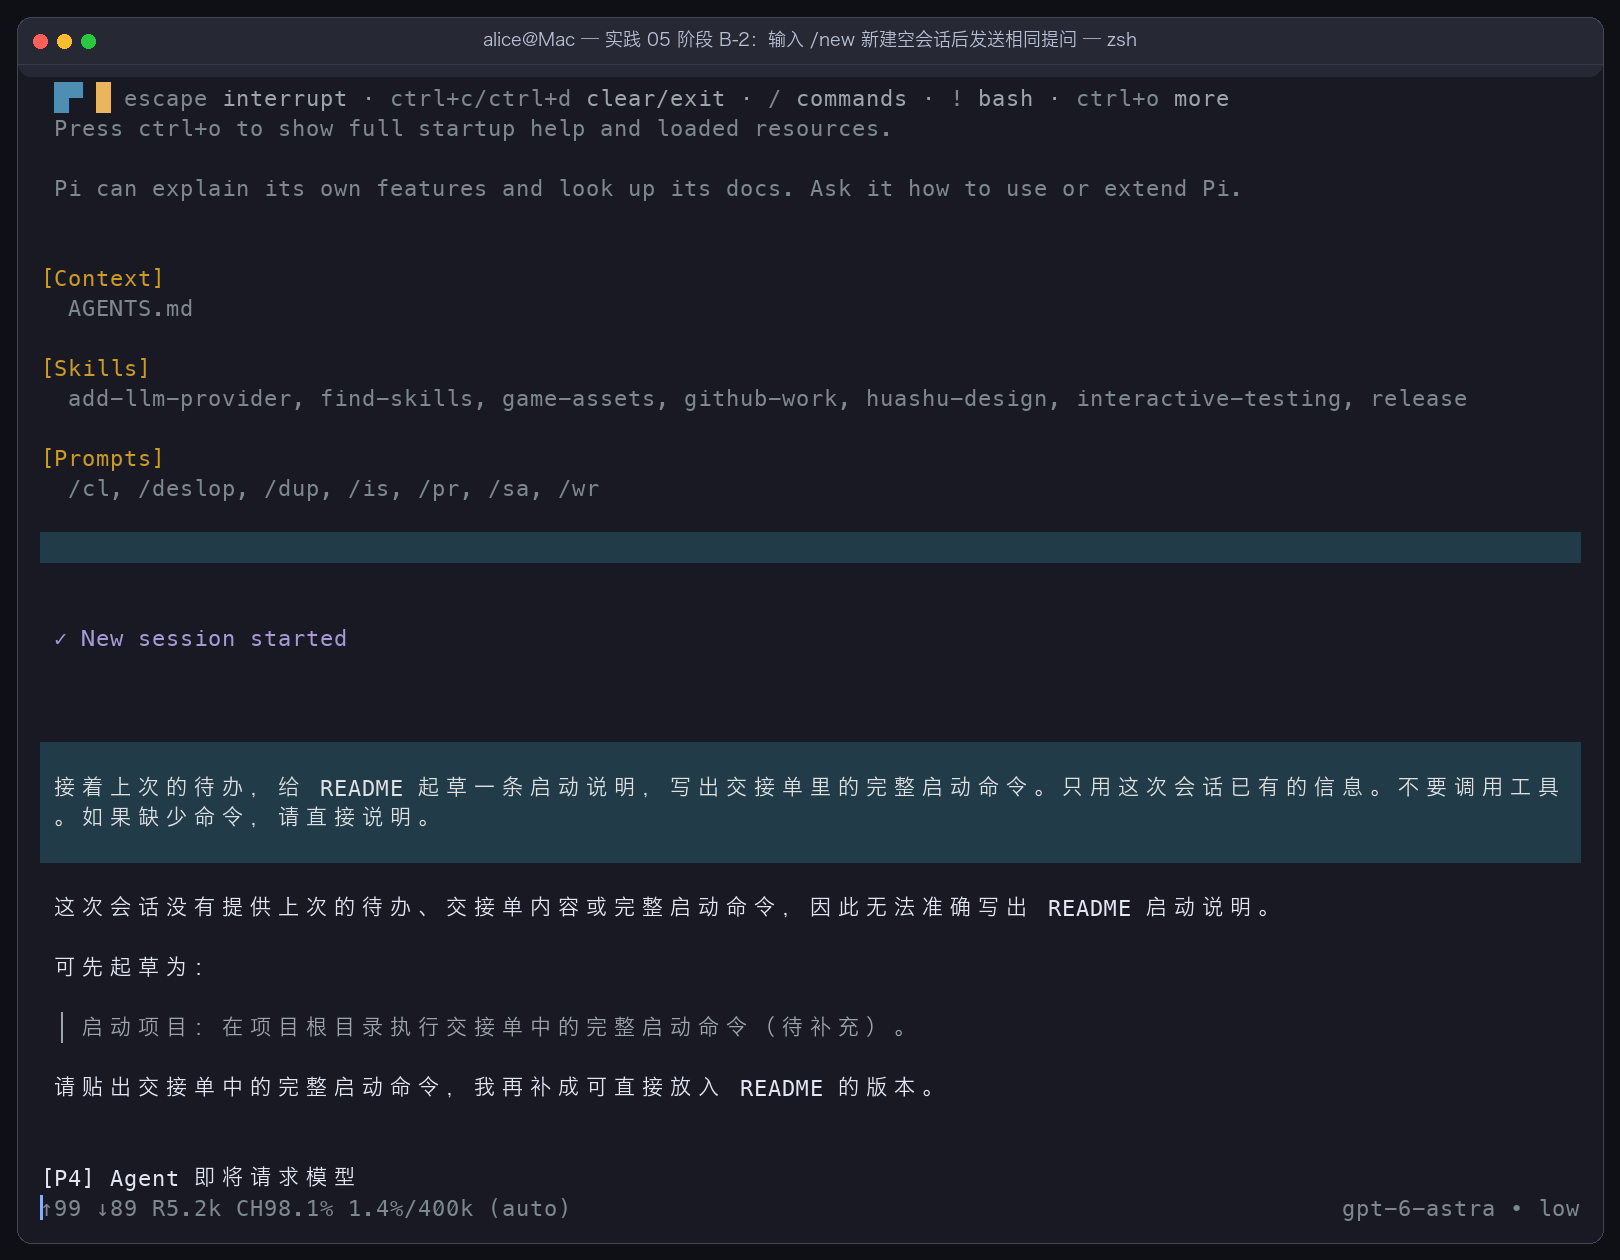 alice@Mac — 实践 05 阶段 B-2：输入 /new 新建空会话后发送相同提问 — zsh
escape interrupt · ctrl+c/ctrl+d clear/exit · / commands · ! bash · ctrl+o more
Press ctrl+o to show full startup help and loaded resources.
Pi can explain its own features and look up its docs. Ask it how to use or extend Pi.
[Context]
AGENTS.md
[Skills]
add-llm-provider, find-skills, game-assets, github-work, huashu-design, interactive-testing, release
[Prompts]
/cl, /deslop, /dup, /is, /pr, /sa, /wr
✓ New session started
接着上次的待办，给 README 起草一条启动说明，写出交接单里的完整启动命令。只用这次会话已有的信息。不要调用工具
。如果缺少命令，请直接说明。
这次会话没有提供上次的待办、交接单内容或完整启动命令，因此无法准确写出 README 启动说明。
可先起草为：
启动项目：在项目根目录执行交接单中的完整启动命令（待补充）。
请贴出交接单中的完整启动命令，我再补成可直接放入 README 的版本。
[P4] Agent 即将请求模型
↑99 ↓89 R5.2k CH98.1% 1.4%/400k (auto) gpt-6-astra • low